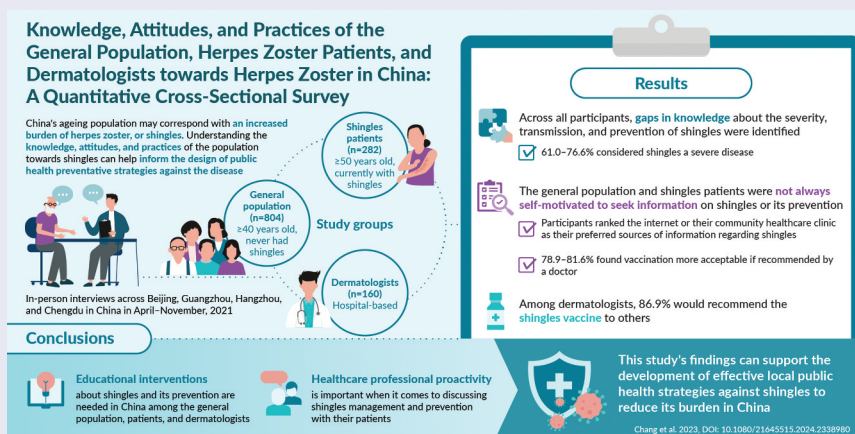 Knowledge, Attitudes, and Practices of the
General Population, Herpes Zoster Patients, and
Dermatologists towards Herpes Zoster in China:
A Quantitative Cross-Sectional Survey
China's ageing population may correspond with an increased
burden of herpes zoster, or shingles. Understanding the
knowledge, attitudes, and practices of the population
towards shingles can help inform the design of public
health preventative strategies against the disease
Shingles
patients
(n=282)
≥50 years old,
currently with
shingles
General
population
(n=804)
≥40 years old,
never had
shingles
Study groups
Dermatologists
(n=160)
Hospital-based
In-person interviews across Beijing, Guangzhou, Hangzhou,
and Chengdu in China in April–November, 2021
Results
Across all participants, gaps in knowledge about the severity,
transmission, and prevention of shingles were identified
61.0–76.6% considered shingles a severe disease
The general population and shingles patients were not always
self-motivated to seek information on shingles or its prevention
Participants ranked the internet or their community healthcare clinic
as their preferred sources of information regarding shingles
78.9–81.6% found vaccination more acceptable if recommended by
a doctor
Among dermatologists, 86.9% would recommend the
shingles vaccine to others
Conclusions
Educational interventions
about shingles and its prevention are
needed in China among the general
population, patients, and dermatologists
Healthcare professional proactivity
is important when it comes to discussing
shingles management and prevention
with their patients
This study's findings can support the
development of effective local public
health strategies against shingles to
reduce its burden in China
Chang et al. 2023, DOI: 10.1080/21645515.2024.2338980